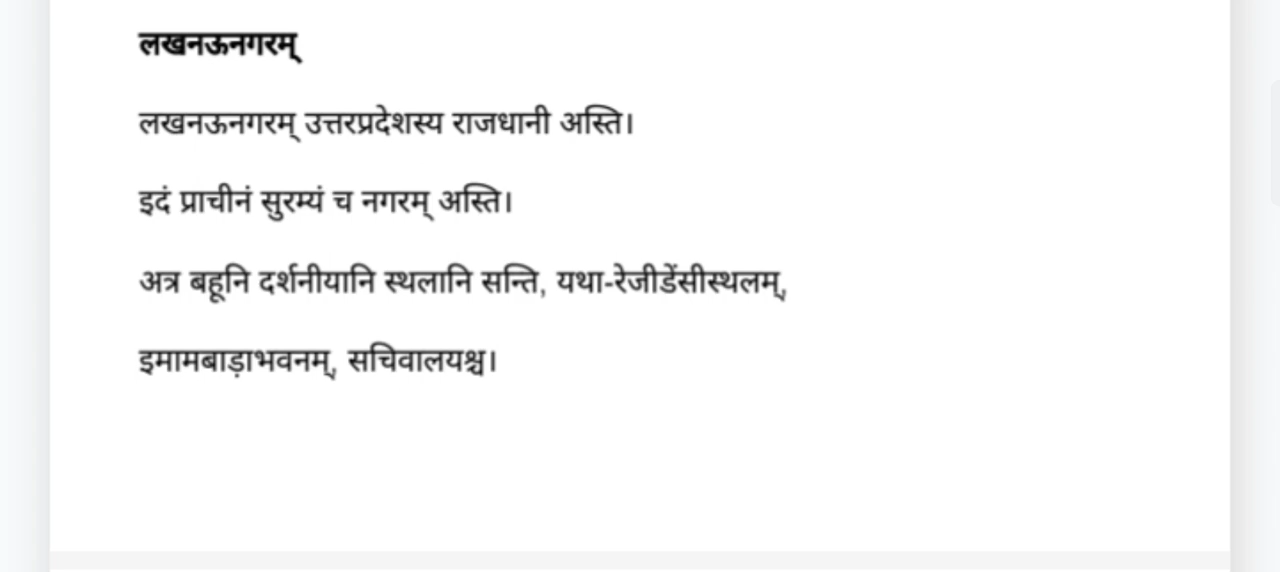 लखनऊनगरम्
लखनऊनगरम् उत्तरप्रदेशस्य राजधानी अस्ति।
इदं प्राचीनं सुरम्यं च नगरम् अस्ति।
अत्र बहूनि दर्शनीयानि स्थलानि सन्ति, यथा-रेजीडेंसीस्थलम्,
इमामबाड़ाभवनम्, सचिवालयश्च।